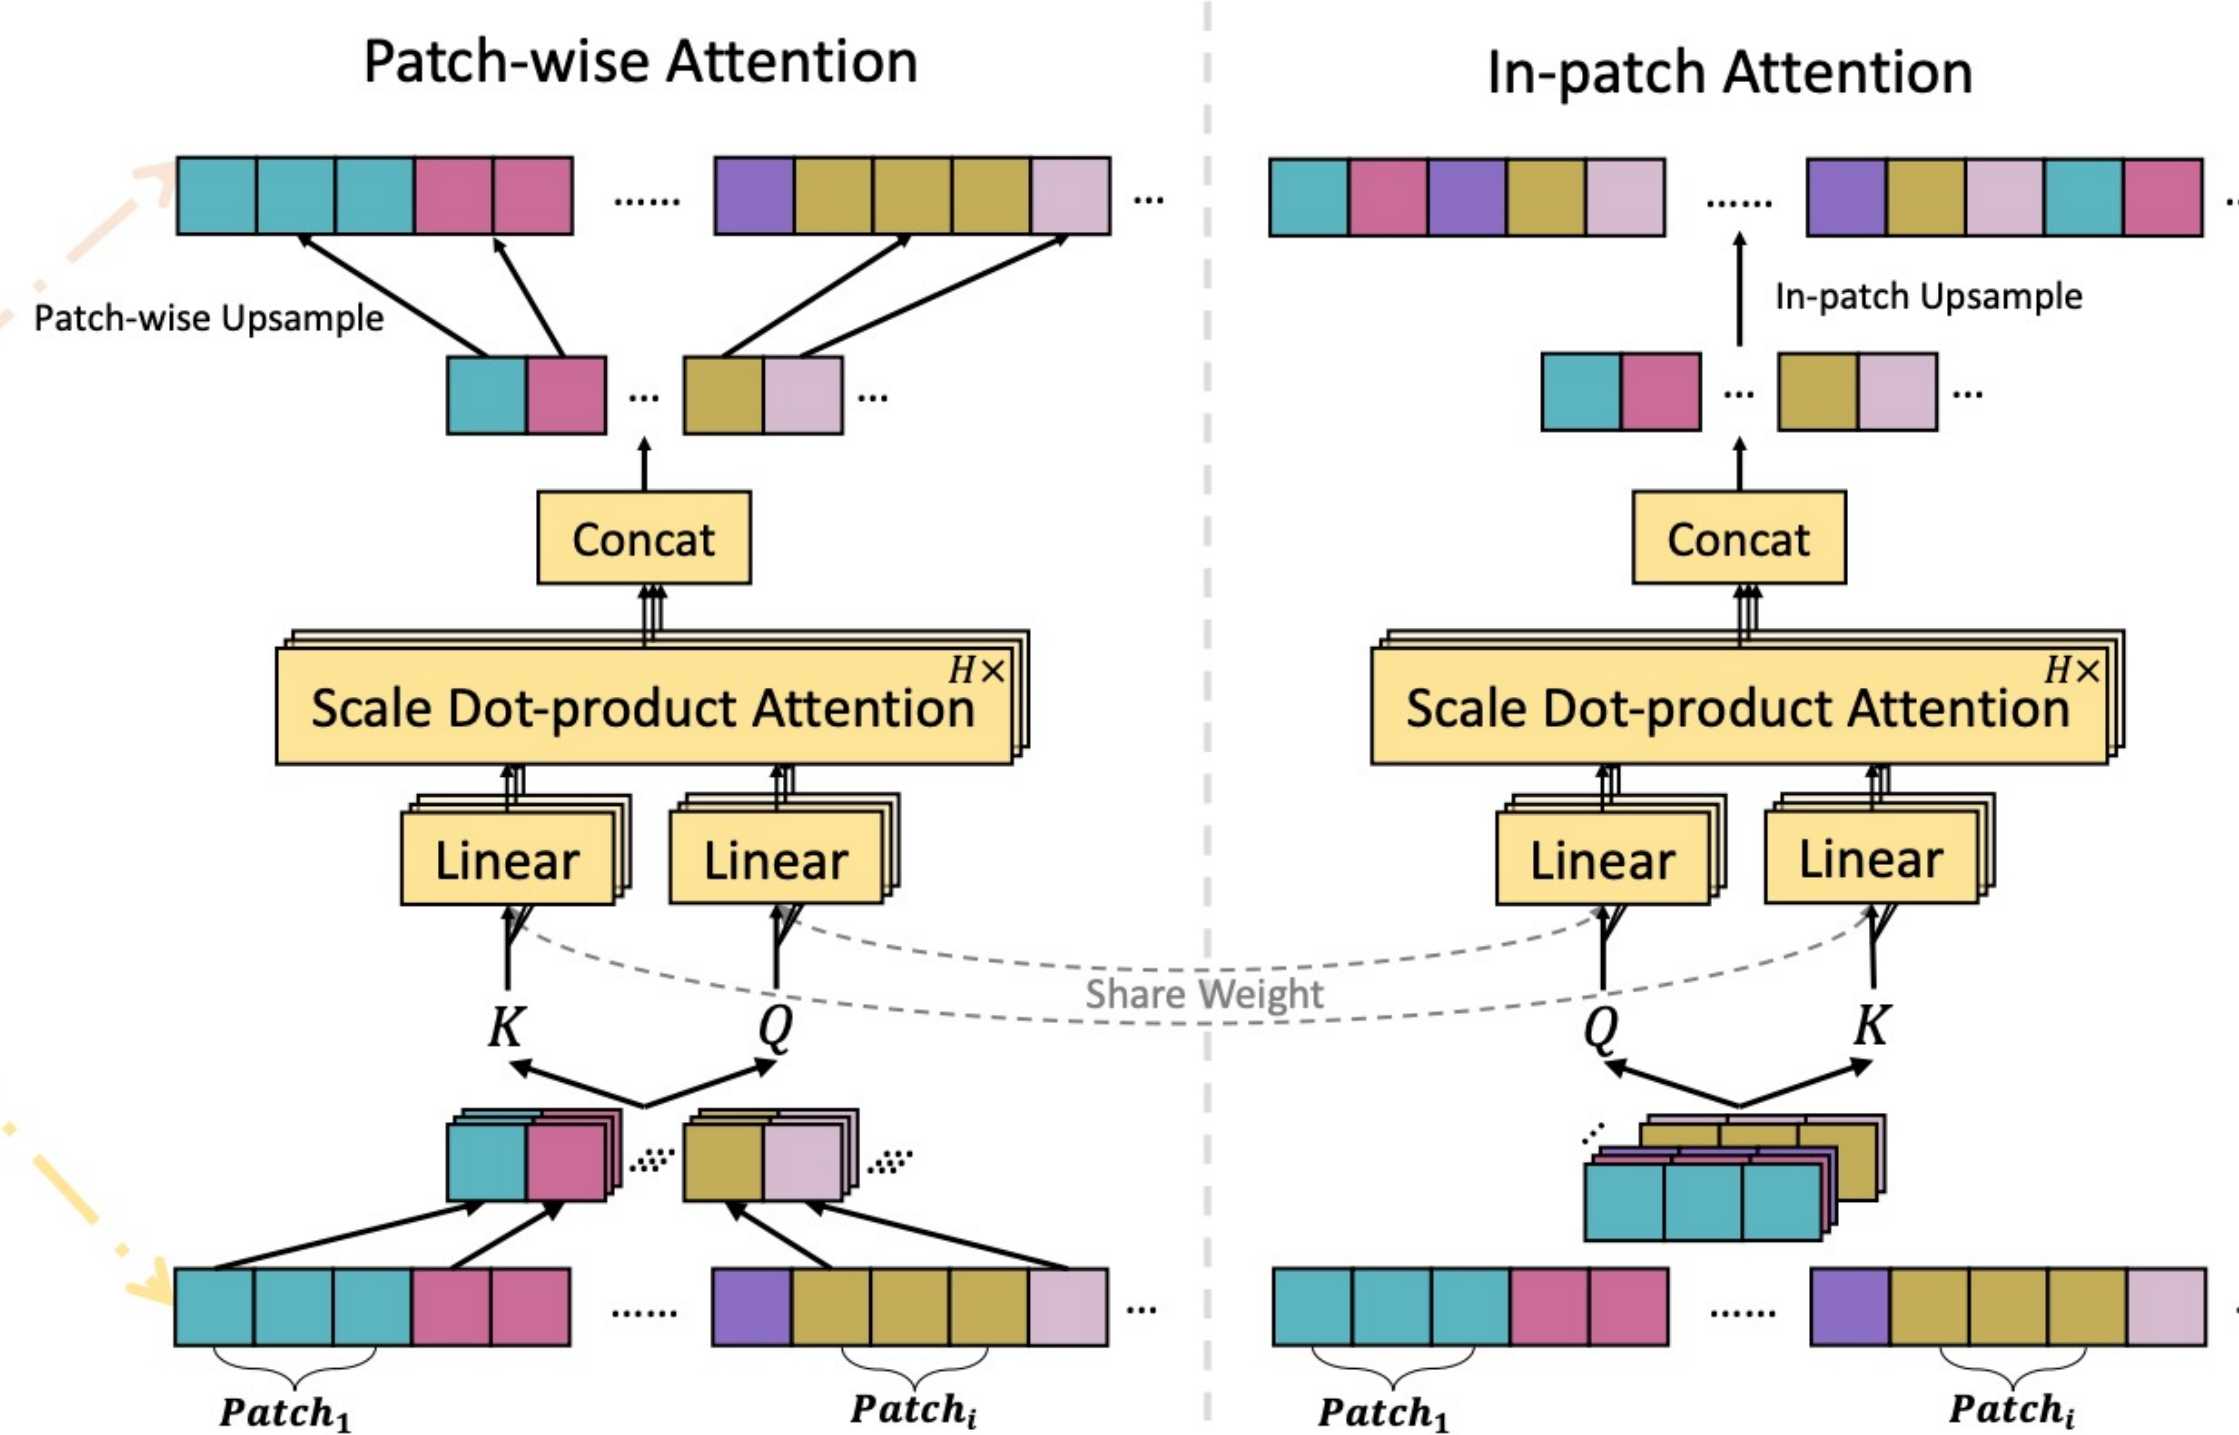 Patch-wise Attention
......
...
Patch-wise Upsample
...
...
Concat
H×
Scale Dot-product Attention
Linear
Linear
K
Q
......
...
Patch₁
Patchᵢ
Share Weight
In-patch Attention
......
In-patch Upsample
...
...
Concat
H×
Scale Dot-product Attention
Linear
Linear
Q
K
......
Patch₁
Patchᵢ